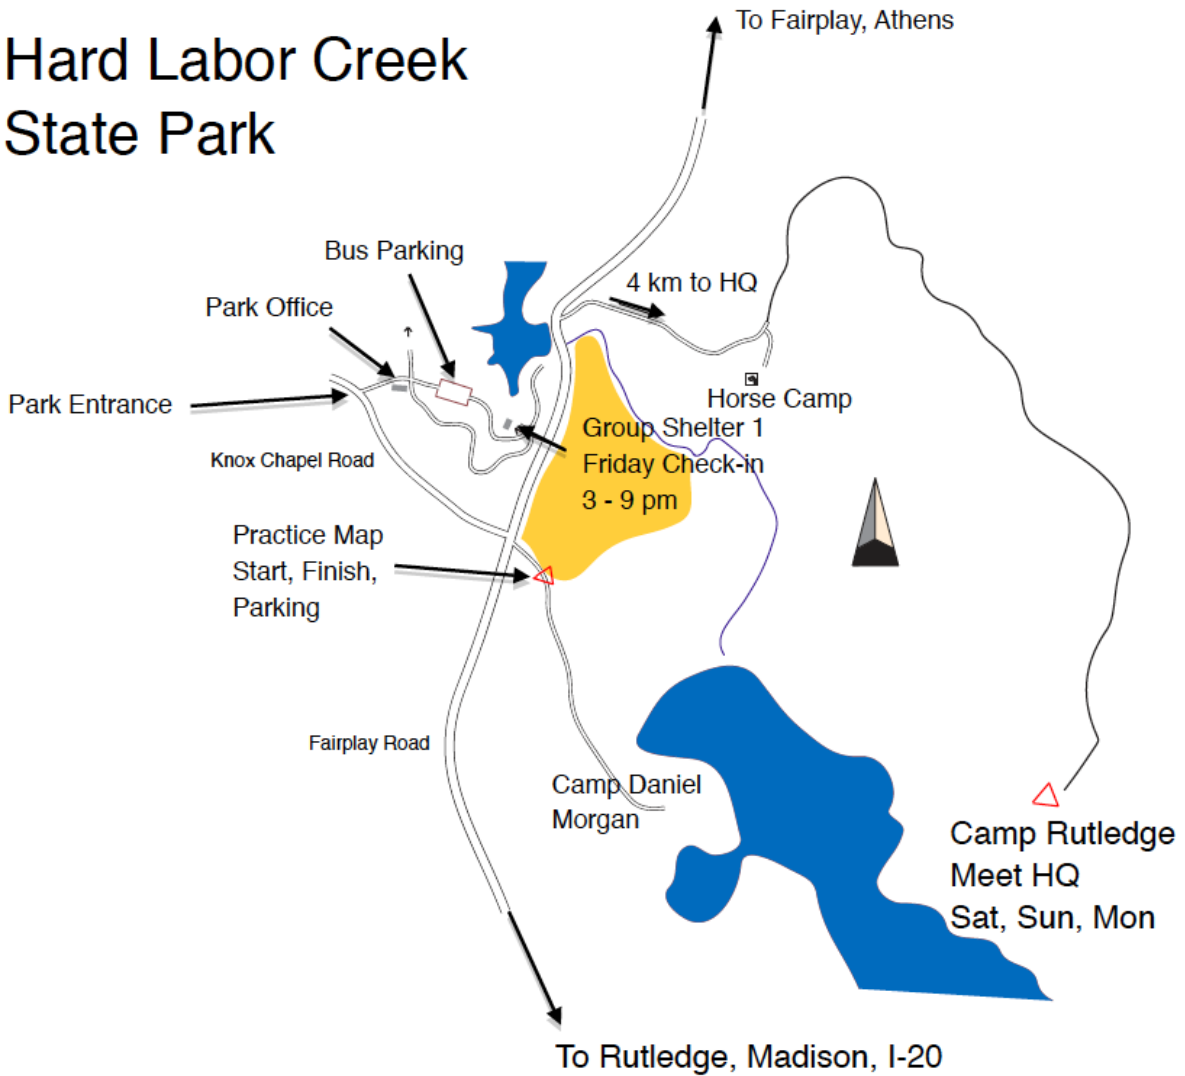 Hard Labor Creek
State Park
To Fairplay, Athens
Bus Parking
4 km to HQ
Park Office
Park Entrance
Horse Camp
Group Shelter 1
Friday Check-in
3 - 9 pm
Knox Chapel Road
Practice Map
Start, Finish,
Parking
Fairplay Road
Camp Daniel
Morgan
Camp Rutledge
Meet HQ
Sat, Sun, Mon
To Rutledge, Madison, I-20